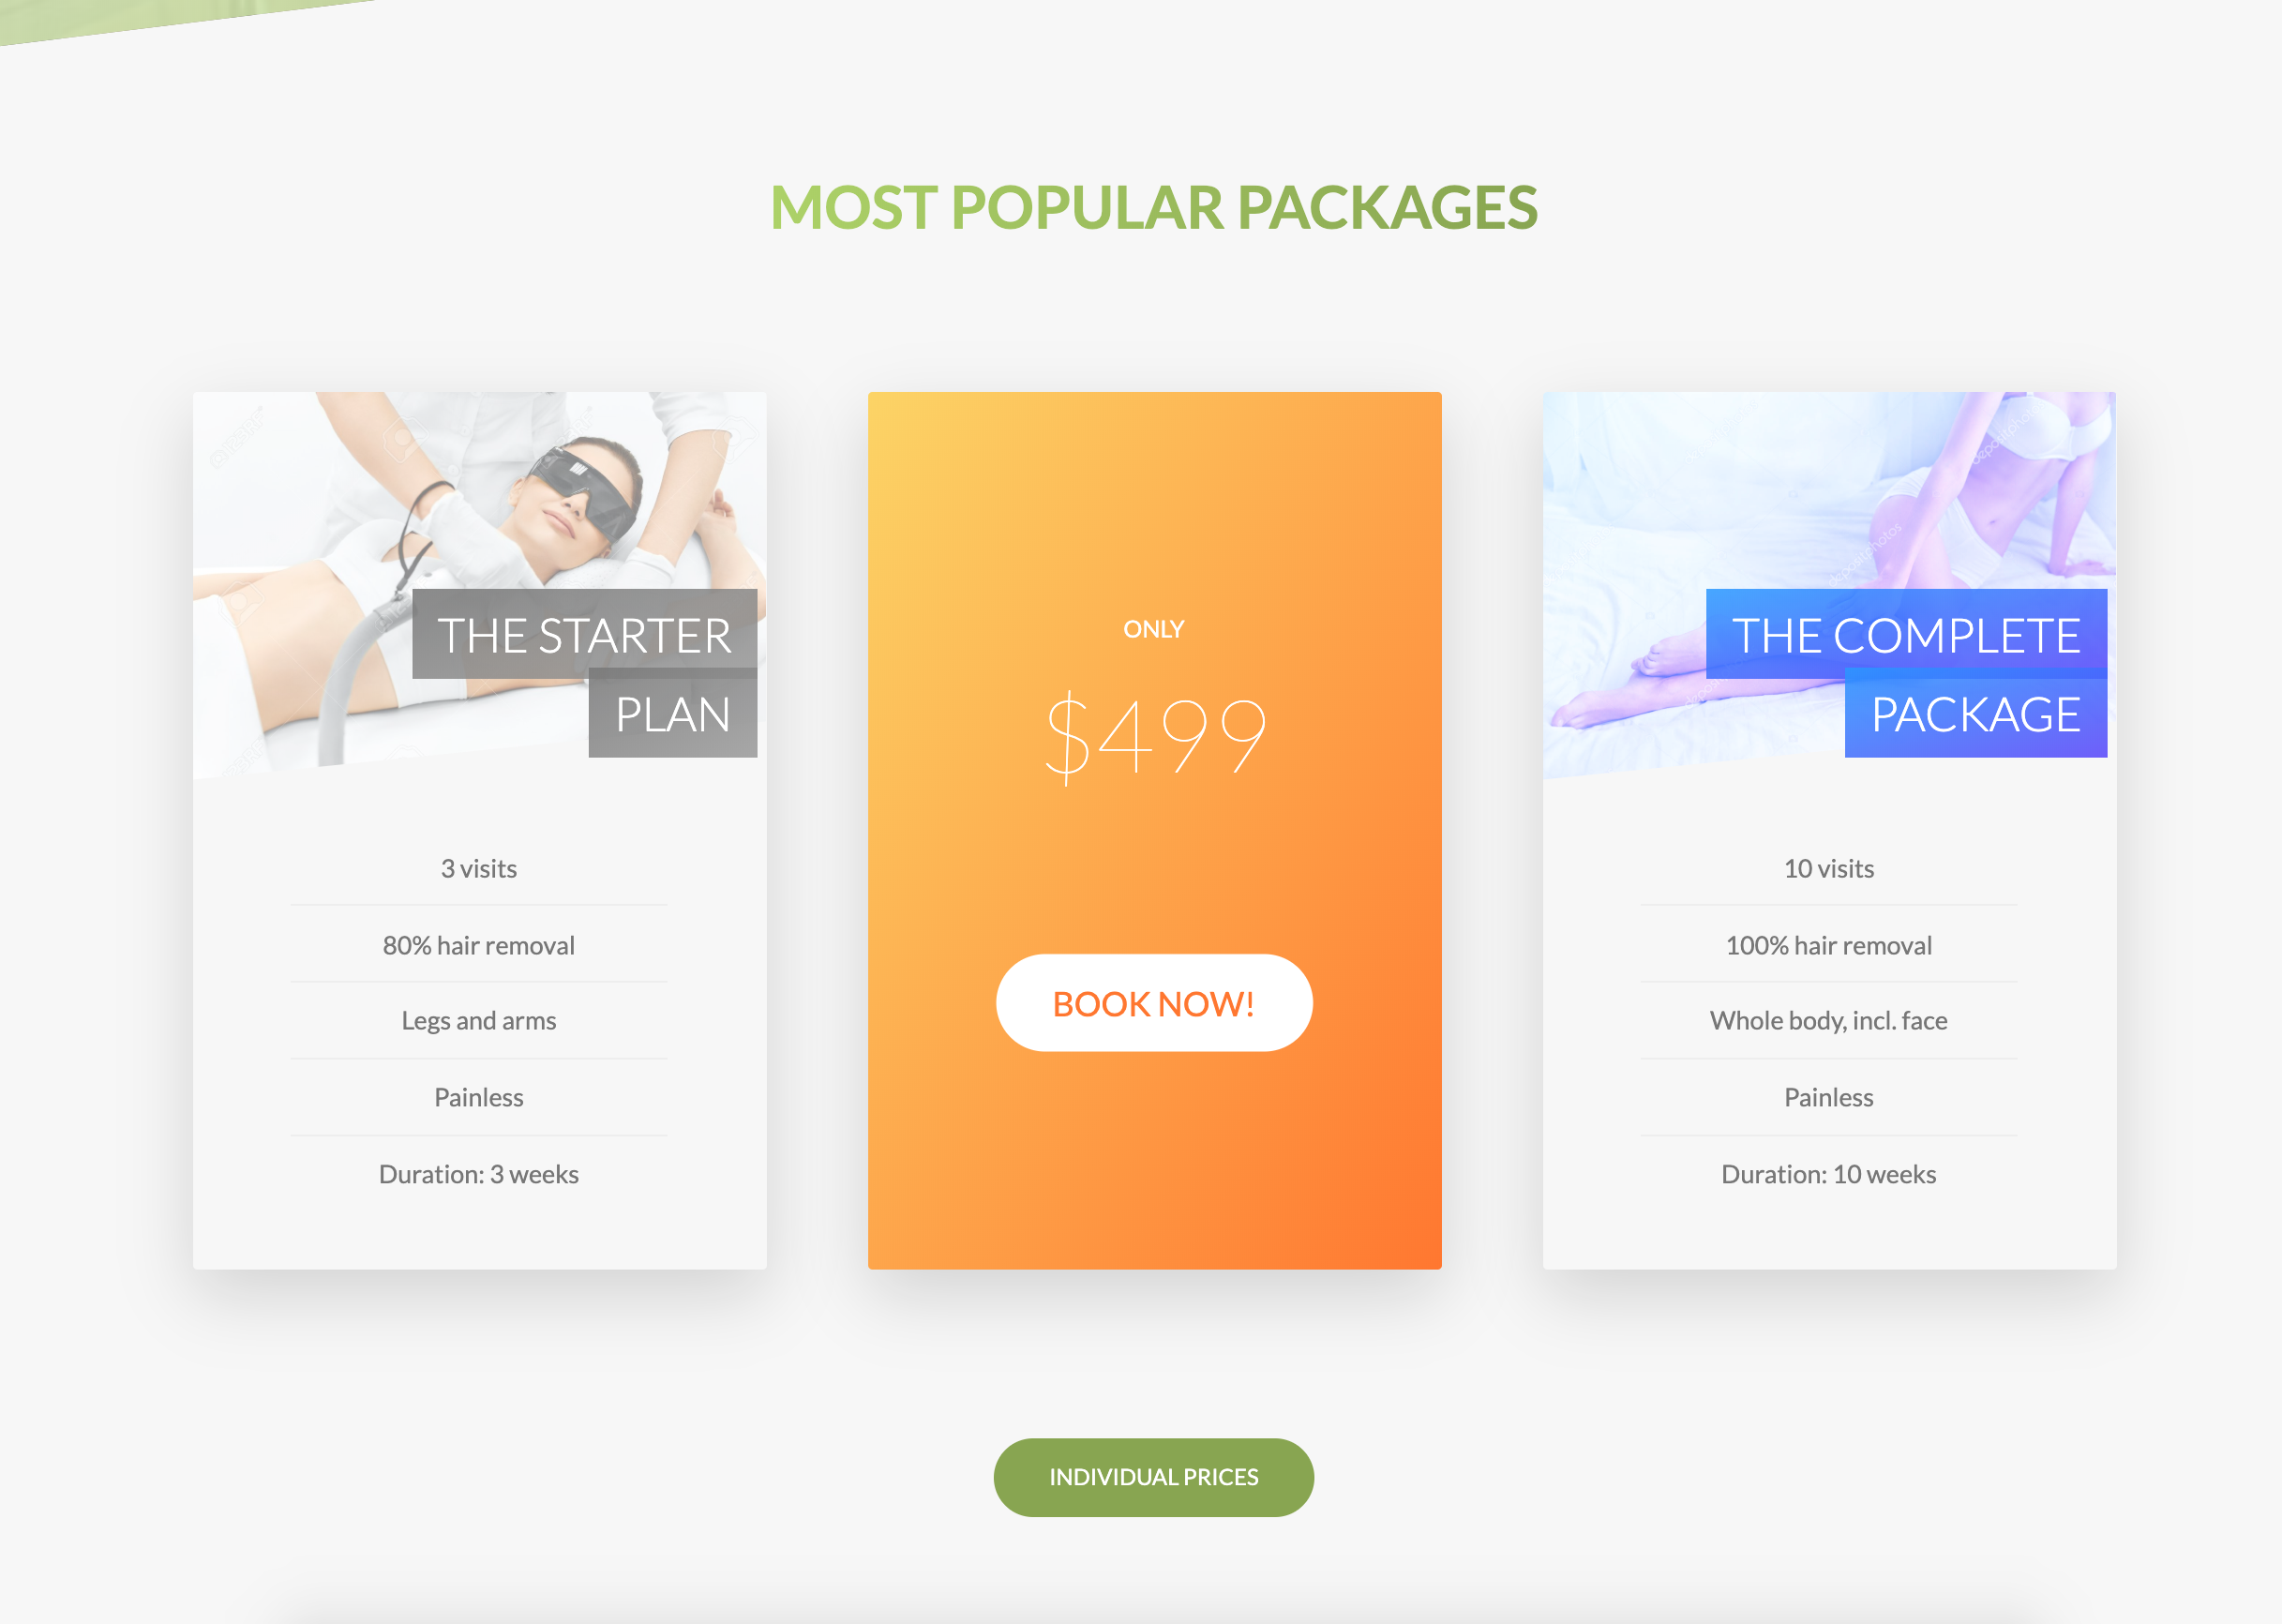 MOST POPULAR PACKAGES
THE STARTER
PLAN
3 visits
80% hair removal
Legs and arms
Painless
Duration: 3 weeks
ONLY
$499
BOOK NOW!
depositphotos
depositphotos
THE COMPLETE
PACKAGE
10 visits
100% hair removal
Whole body, incl. face
Painless
Duration: 10 weeks
INDIVIDUAL PRICES